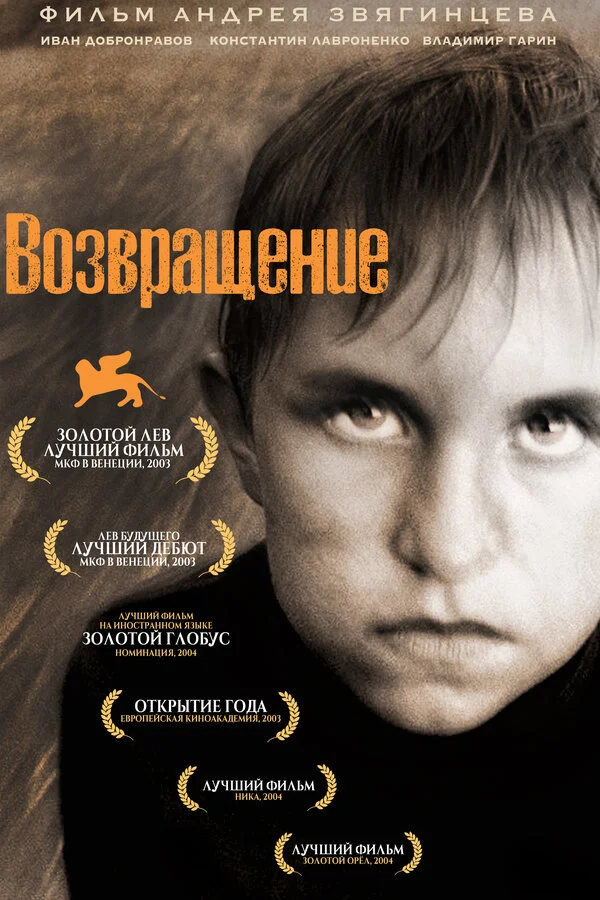 ФИЛЬМ АНДРЕЯ ЗВЯГИНЦЕВА
ИВАН ДОБРОНРАВОВ КОНСТАНТИН ЛАВРОНЕНКО ВЛАДИМИР ГАРИН
Возвращение
ЗОЛОТОЙ ЛЕВ
ЛУЧШИЙ ФИЛЬМ
МКФ В ВЕНЕЦИИ, 2003
ЛЕВ БУДУЩЕГО
ЛУЧШИЙ ДЕБЮТ
МКФ В ВЕНЕЦИИ, 2003
ЛУЧШИЙ ФИЛЬМ
НА ИНОСТРАННОМ ЯЗЫКЕ
ЗОЛОТОЙ ГЛОБУС
НОМИНАЦИЯ, 2004
ОТКРЫТИЕ ГОДА
ЕВРОПЕЙСКАЯ КИНОАКАДЕМИЯ, 2003
ЛУЧШИЙ ФИЛЬМ
НИКА, 2004
ЛУЧШИЙ ФИЛЬМ
ЗОЛОТОЙ ОРЁЛ, 2004